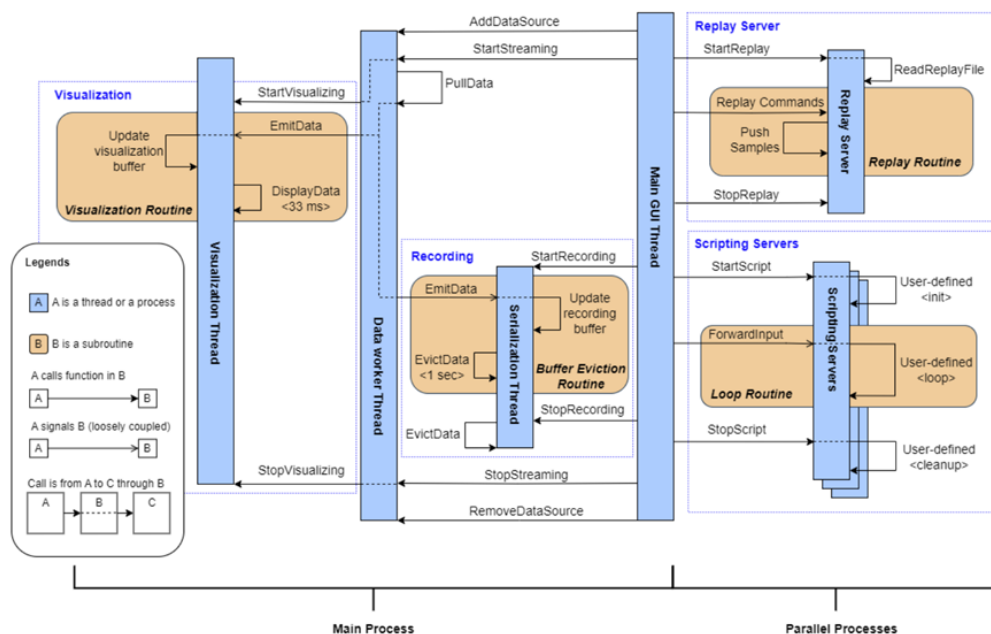 AddDataSource
Replay Server
StartStreaming
StartReplay
ReadReplayFile
PullData
Visualization
StartVisualizing
Replay Commands
EmitData
Update
visualization
buffer
Push
Samples
Replay Server
Replay Routine
DisplayData
<33 ms>
Visualization Routine
StopReplay
Main GUI Thread
Visualization Thread
Data worker Thread
Recording
StartRecording
EmitData
Update
recording
buffer
EvictData
<1 sec>
Serialization Thread
Buffer Eviction
Routine
StopRecording
EvictData
Scripting Servers
StartScript
User-defined
<init>
ForwardInput
Scripting Servers
User-defined
<loop>
Loop Routine
StopScript
User-defined
<cleanup>
StopVisualizing
StopStreaming
RemoveDataSource
Legends
A
A is a thread or a process
B
B is a subroutine
A calls function in B
A
B
A signals B (loosely coupled)
A
B
Call is from A to C through B
A
B
C
Main Process
Parallel Processes